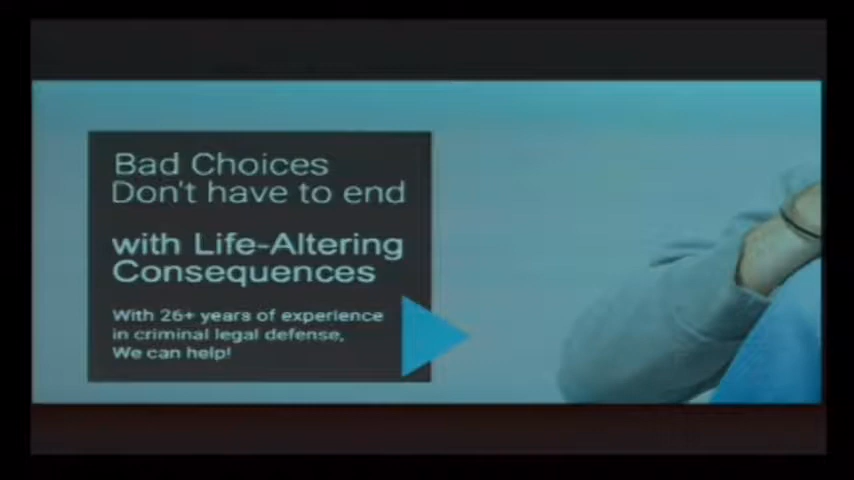 Bad Choices
Don't have to end
with Life-Altering
Consequences
With 26+ years of experience
in criminal legal defense,
We can help!